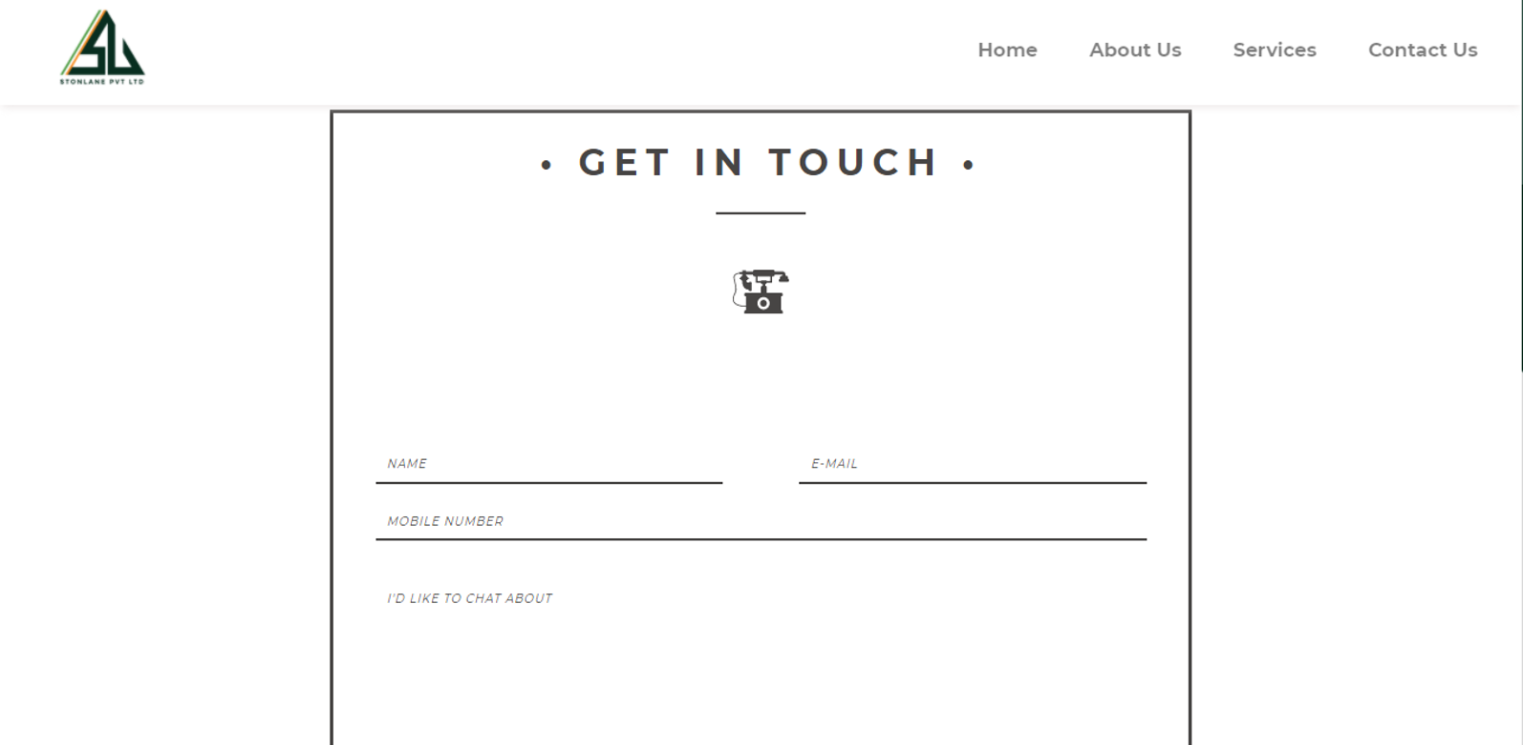 STONLANE PVT LTD
Home About Us Services Contact Us
• GET IN TOUCH •
NAME E-MAIL
MOBILE NUMBER
I'D LIKE TO CHAT ABOUT